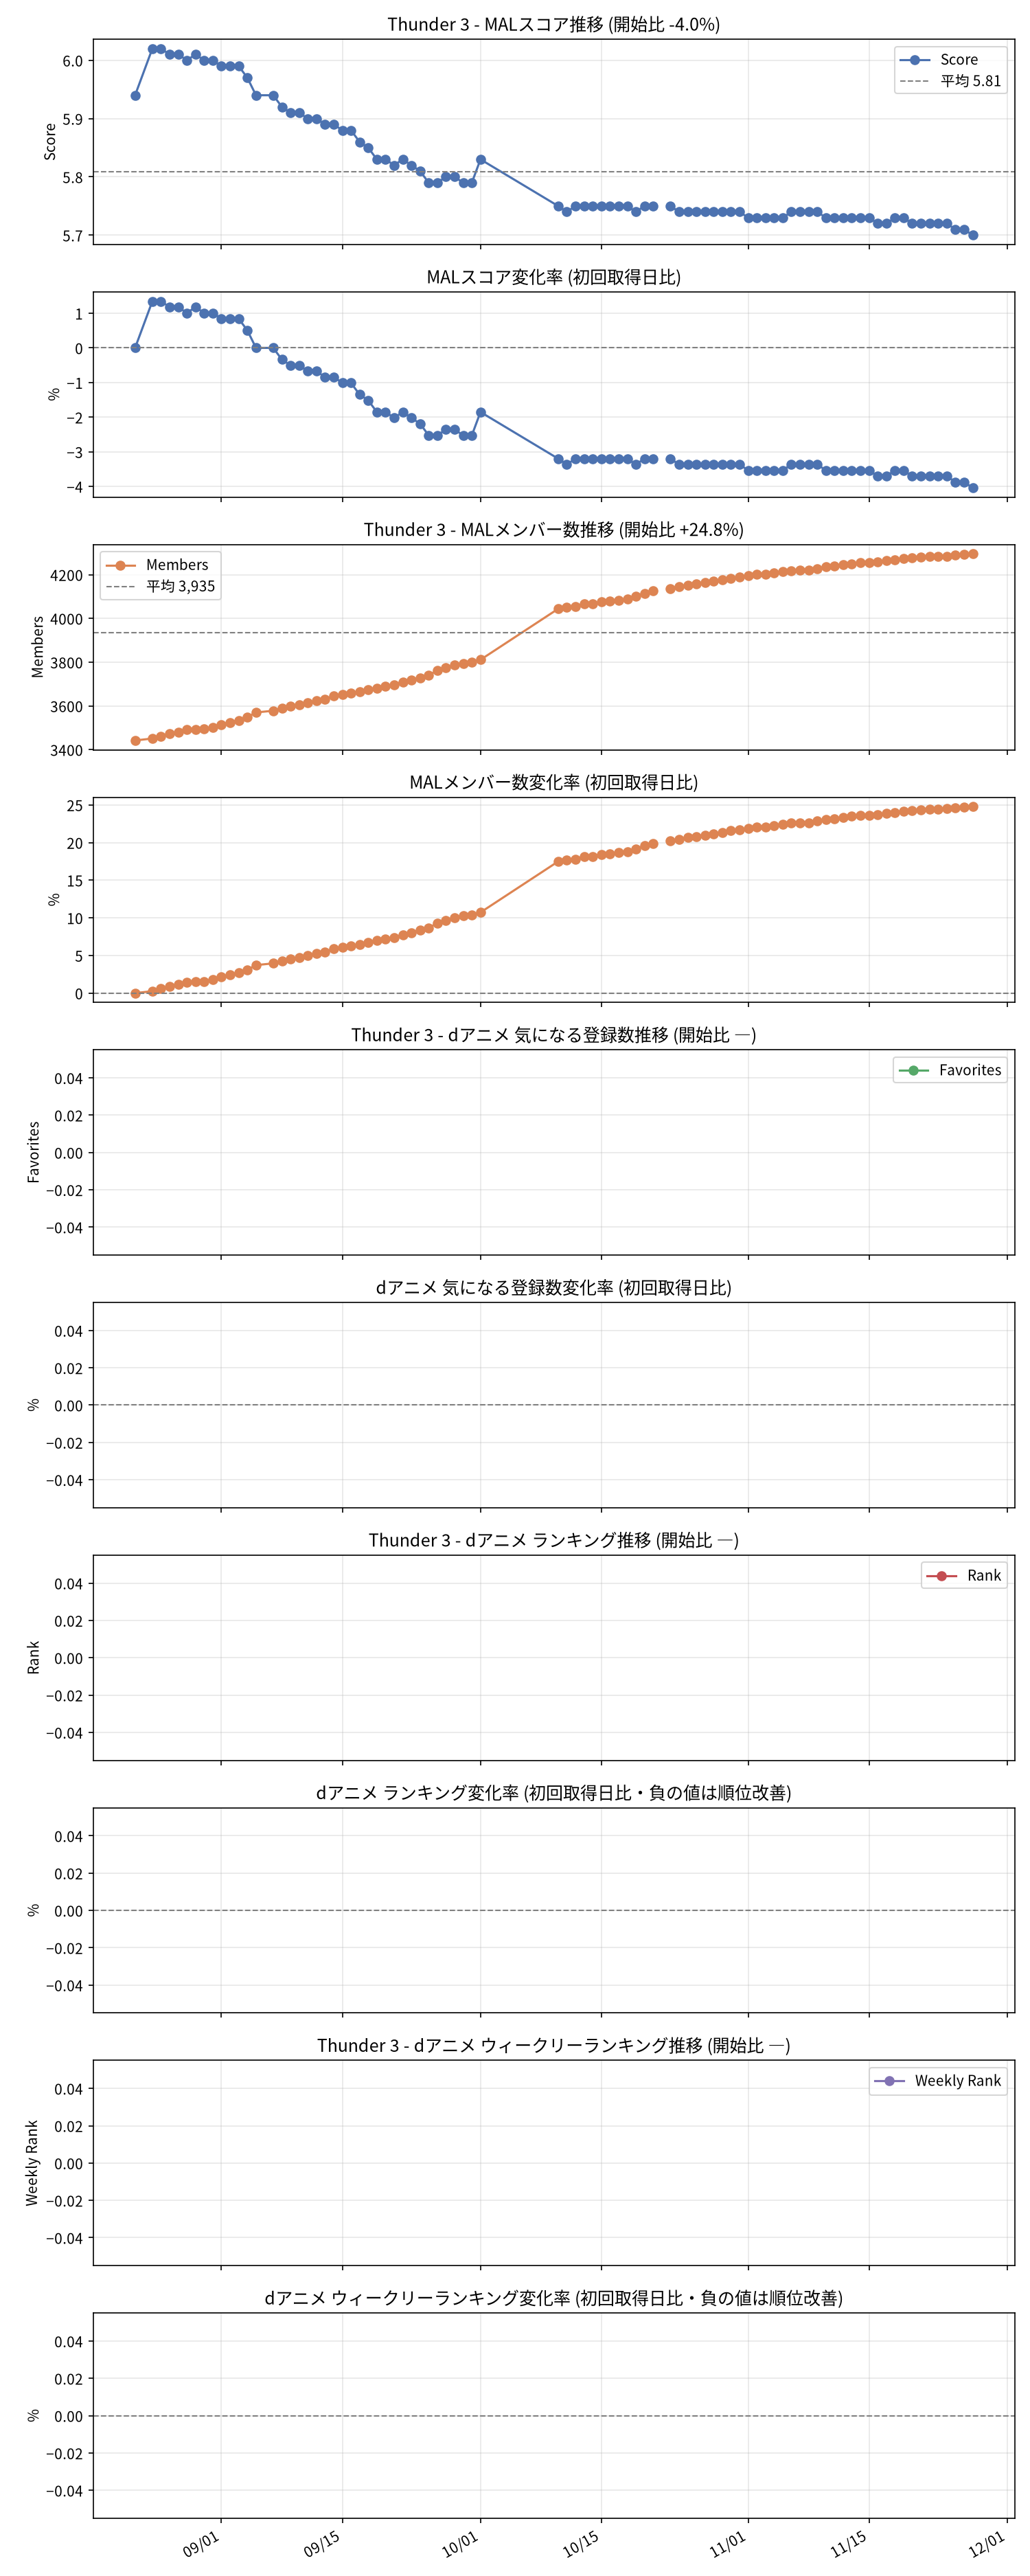 Thunder 3 - MALスコア推移 (開始比 -4.0%)
Score
6.0
5.9
5.8
5.7
Score
平均 5.81
MALスコア変化率 (初回取得日比)
%
1
0
−1
−2
−3
−4
Thunder 3 - MALメンバー数推移 (開始比 +24.8%)
Members
4200
4000
3800
3600
3400
Members
平均 3,935
MALメンバー数変化率 (初回取得日比)
%
25
20
15
10
5
0
Thunder 3 - dアニメ 気になる登録数推移 (開始比 —)
Favorites
0.04
0.02
0.00
−0.02
−0.04
Favorites
dアニメ 気になる登録数変化率 (初回取得日比)
%
0.04
0.02
0.00
−0.02
−0.04
Thunder 3 - dアニメ ランキング推移 (開始比 —)
Rank
0.04
0.02
0.00
−0.02
−0.04
Rank
dアニメ ランキング変化率 (初回取得日比・負の値は順位改善)
%
0.04
0.02
0.00
−0.02
−0.04
Thunder 3 - dアニメ ウィークリーランキング推移 (開始比 —)
Weekly Rank
0.04
0.02
0.00
−0.02
−0.04
Weekly Rank
dアニメ ウィークリーランキング変化率 (初回取得日比・負の値は順位改善)
%
0.04
0.02
0.00
−0.02
−0.04
09/01
09/15
10/01
10/15
11/01
11/15
12/01